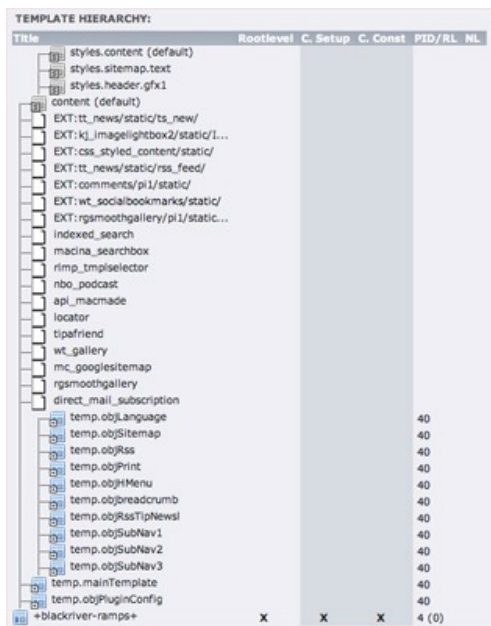 TEMPLATE HIERARCHY:
Title Rootlevel C. Setup C. Const PID/RL NL
styles.content (default)
styles.sitemap.text
styles.header.gfx1
content (default)
EXT:tt_news/static/ts_new/
EXT:kj_imagelightbox2/static/I...
EXT:css_styled_content/static/
EXT:tt_news/static/rss_feed/
EXT:comments/pi1/static/
EXT:wt_socialbookmarks/static/
EXT:rgsmoothgallery/pi1/static...
indexed_search
macina_searchbox
rlmp_tmplselector
nbo_podcast
api_macmade
locator
tipafriend
wt_gallery
mc_googlesitemap
rgsmoothgallery
direct_mail_subscription
temp.objLanguage 40
temp.objSitemap 40
temp.objRss 40
temp.objPrint 40
temp.objHMenu 40
temp.objbreadcrumb 40
temp.objRssTipNewsl 40
temp.objSubNav1 40
temp.objSubNav2 40
temp.objSubNav3 40
temp.mainTemplate 40
temp.objPluginConfig 40
+blackriver-ramps+ X X X 4 (0)